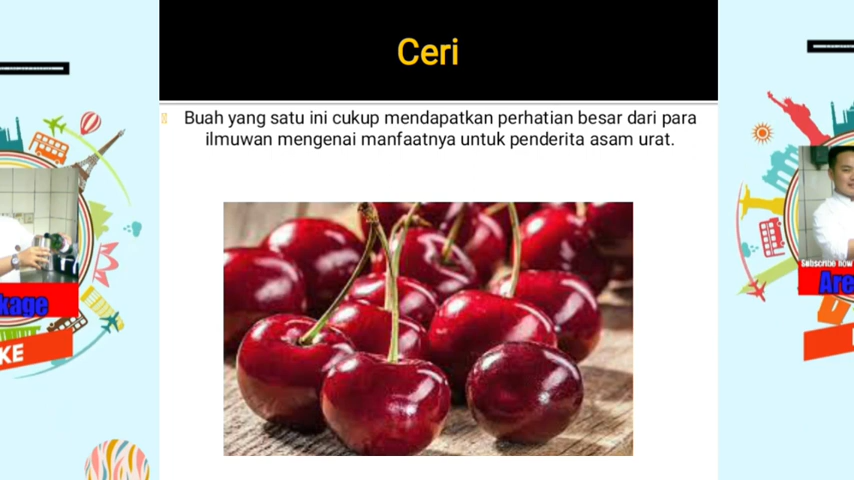 Ceri
Buah yang satu ini cukup mendapatkan perhatian besar dari para
ilmuwan mengenai manfaatnya untuk penderita asam urat.
kage
KE
Subscribe now
Are